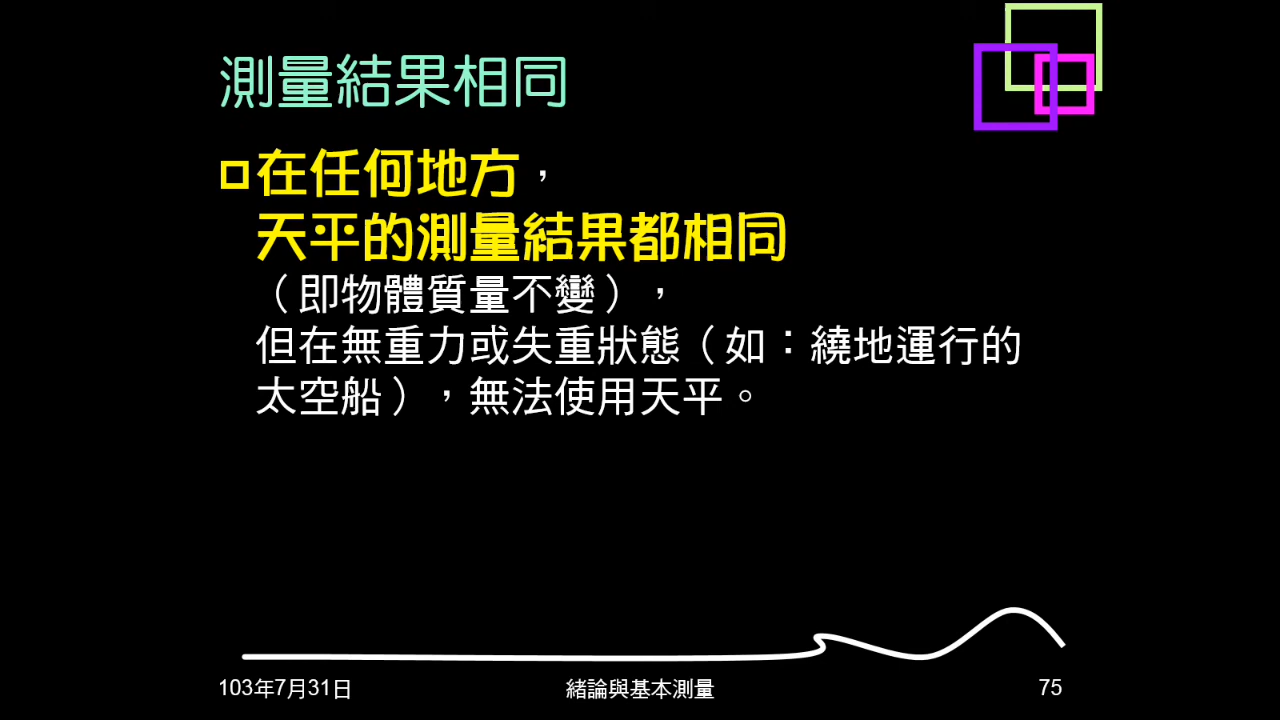 測量結果相同
在任何地方，
天平的測量結果都相同
（即物體質量不變），
但在無重力或失重狀態（如：繞地運行的
太空船），無法使用天平。
103年7月31日
緒論與基本測量
75